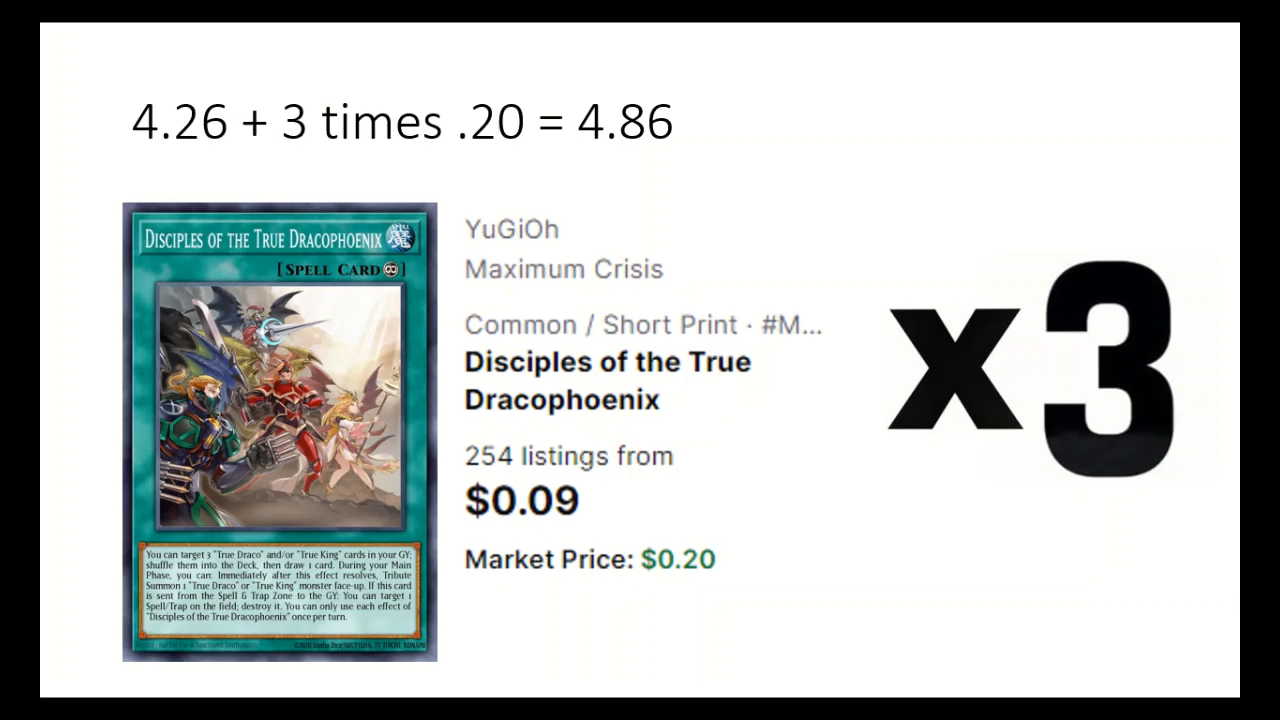 4.26 + 3 times .20 = 4.86
DISCIPLES OF THE TRUE DRACOPHOENIX
[SPELL CARD]
You can target 3 "True Draco" and/or "True King" cards in your GY;
shuffle them into the Deck, then draw 1 card. During your Main
Phase, you can: Immediately after this effect resolves, Tribute
Summon 1 "True Draco" or "True King" monster face-up. If this card
is sent from the Spell & Trap Zone to the GY: You can target 1
Spell/Trap on the field; destroy it. You can only use each effect of
"Disciples of the True Dracophoenix" once per turn.
YuGiOh
Maximum Crisis
Common / Short Print · #M...
Disciples of the True
Dracophoenix
254 listings from
$0.09
Market Price: $0.20
x3